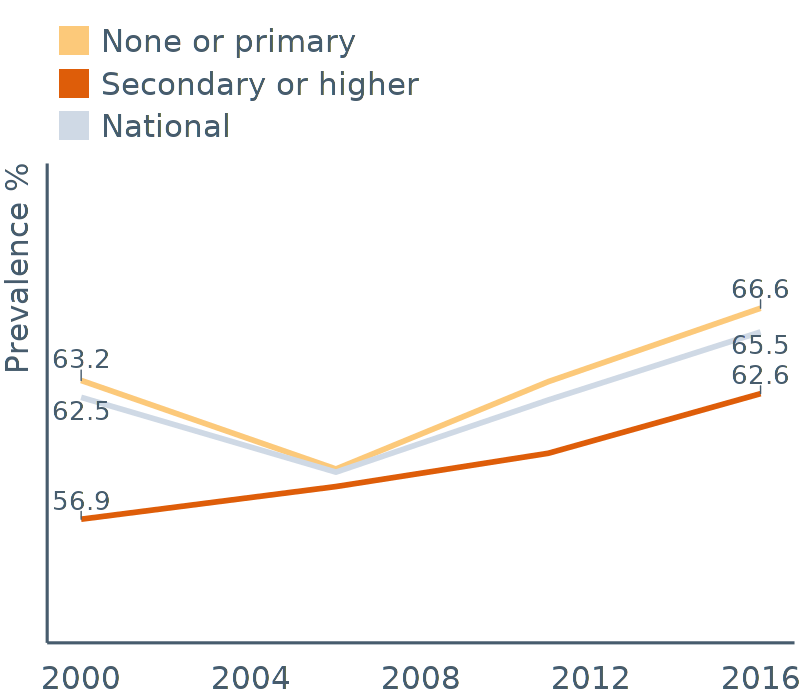 None or primary
Secondary or higher
National
Prevalence %
66.6
65.5
63.2
62.6
62.5
56.9
2000 2004 2008 2012 2016